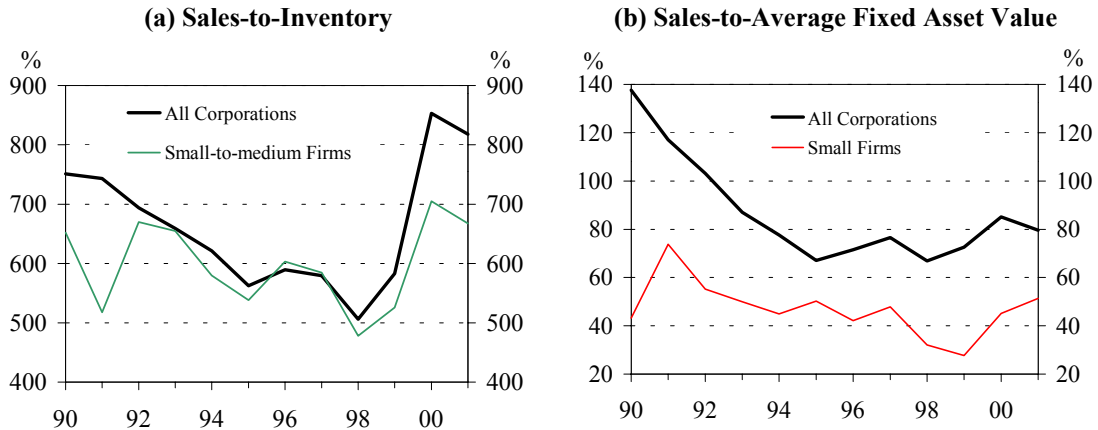 (a) Sales-to-Inventory
% %
900 900
All Corporations
800 800
Small-to-medium Firms
700 700
600 600
500 500
400 400
90 92 94 96 98 00
(b) Sales-to-Average Fixed Asset Value
% %
140 140
120 120
All Corporations
Small Firms
100 100
80 80
60 60
40 40
20 20
90 92 94 96 98 00